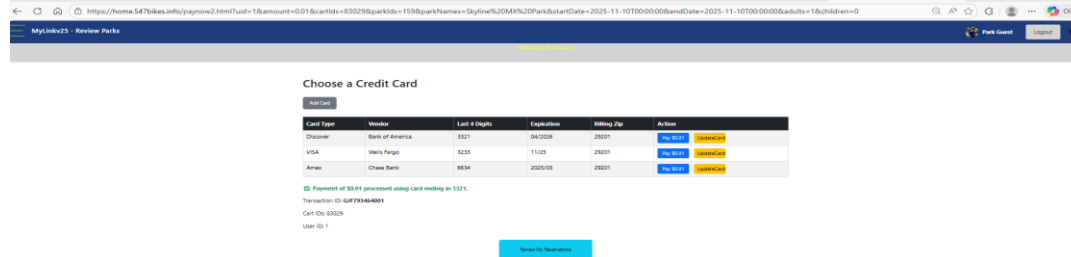 https://home.547bikes.info/paynow2.html?uid=1&amount=0.01&cartIds=83029&parkIds=159&parkNames=Skyline%20MX%20Park&startDate=2025-11-10T00:00:00&endDate=2025-11-10T00:00:00&adults=1&children=0
MyLinkv25 - Review Parks Park Guest Logout
Choose a Credit Card
Add Card
Card Type Vendor Last 4 Digits Expiration Billing Zip Action
Discover Bank of America 3321 04/2026 29201 Pay $0.01 UpdateCard
VISA Wells Fargo 3233 11/25 29201 Pay $0.01 UpdateCard
Amex Chase Bank 6634 2025/03 29201 Pay $0.01 UpdateCard
Payment of $0.01 processed using card ending in 3321.
Transaction ID: GJF793464001
Cart IDs: 83029
User ID: 1
Review My Reservations